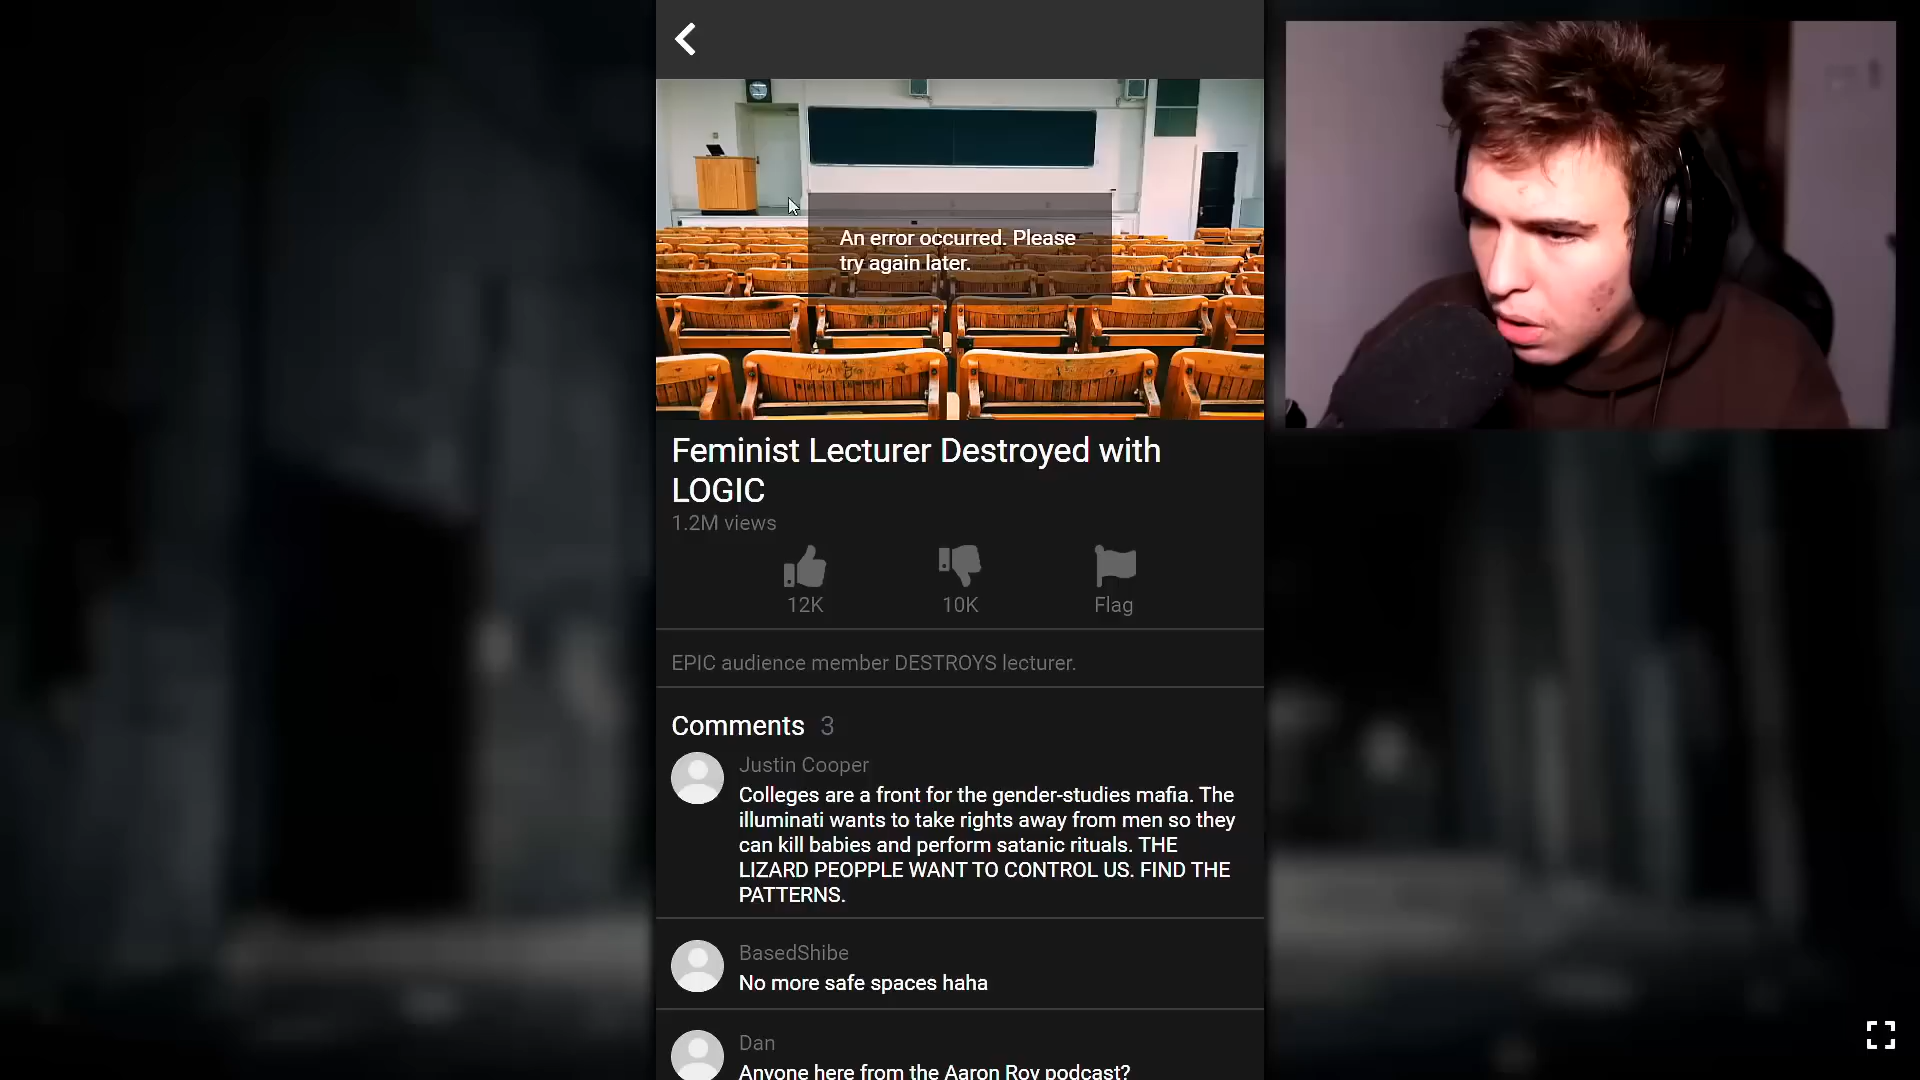 An error occurred. Please
try again later.
Feminist Lecturer Destroyed with
LOGIC
1.2M views
12K
10K
Flag
EPIC audience member DESTROYS lecturer.
Comments 3
Justin Cooper
Colleges are a front for the gender-studies mafia. The
illuminati wants to take rights away from men so they
can kill babies and perform satanic rituals. THE
LIZARD PEOPPLE WANT TO CONTROL US. FIND THE
PATTERNS.
BasedShibe
No more safe spaces haha
Dan
Anyone here from the Aaron Roy podcast?